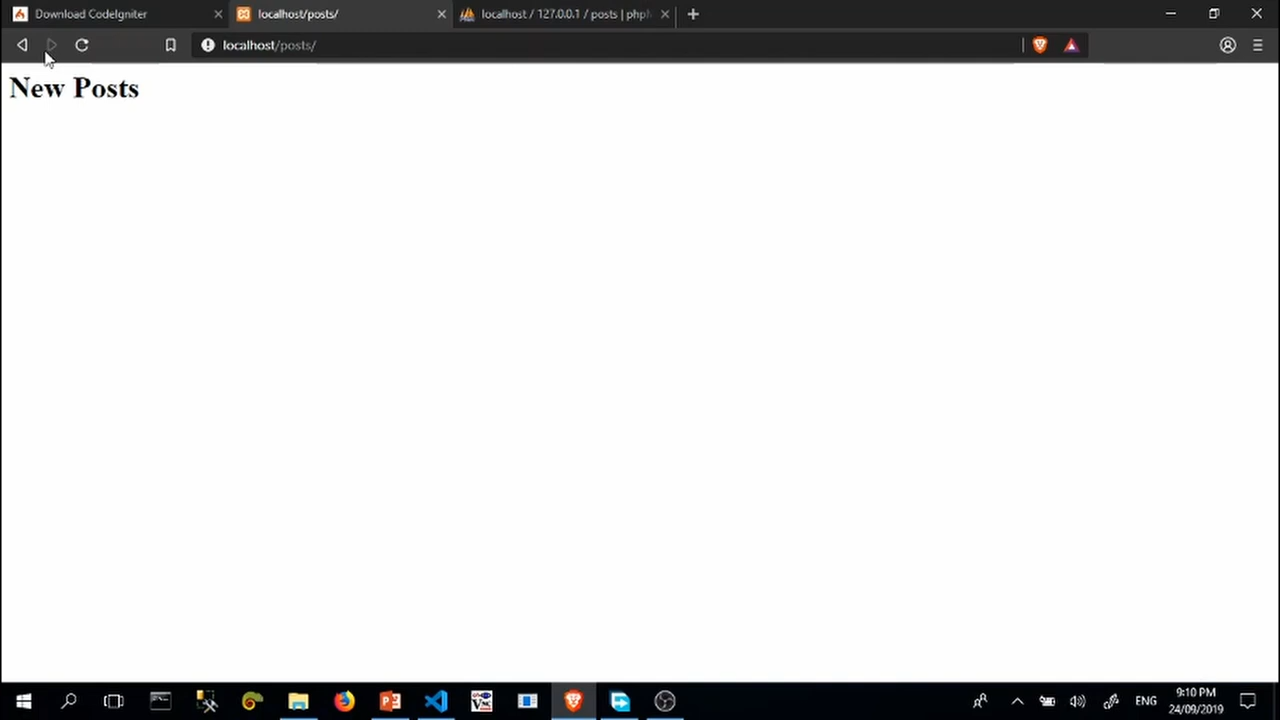 Download CodeIgniter
localhost/posts/
localhost / 127.0.0.1 / posts | php
localhost/posts/
New Posts
ENG
9:10 PM
24/09/2019